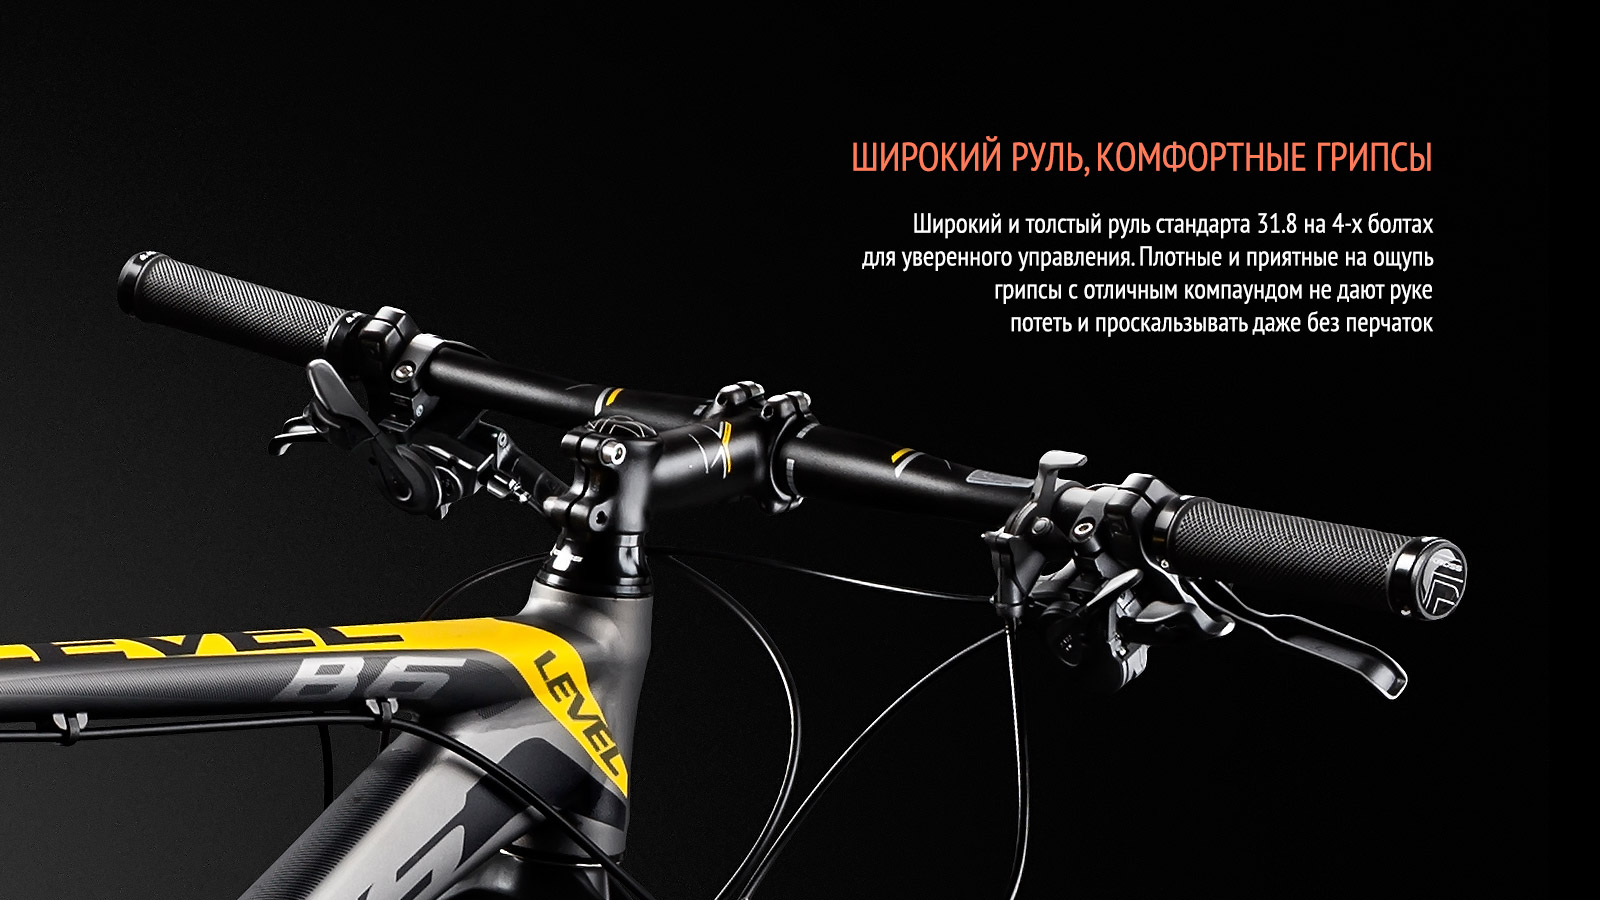 ШИРОКИЙ РУЛЬ, КОМФОРТНЫЕ ГРИПСЫ
Широкий и толстый руль стандарта 31.8 на 4-х болтах
для уверенного управления. Плотные и приятные на ощупь
грипсы с отличным компаундом не дают руке
потеть и проскальзывать даже без перчаток
CROSS
LEVEL
B6
LEVEL